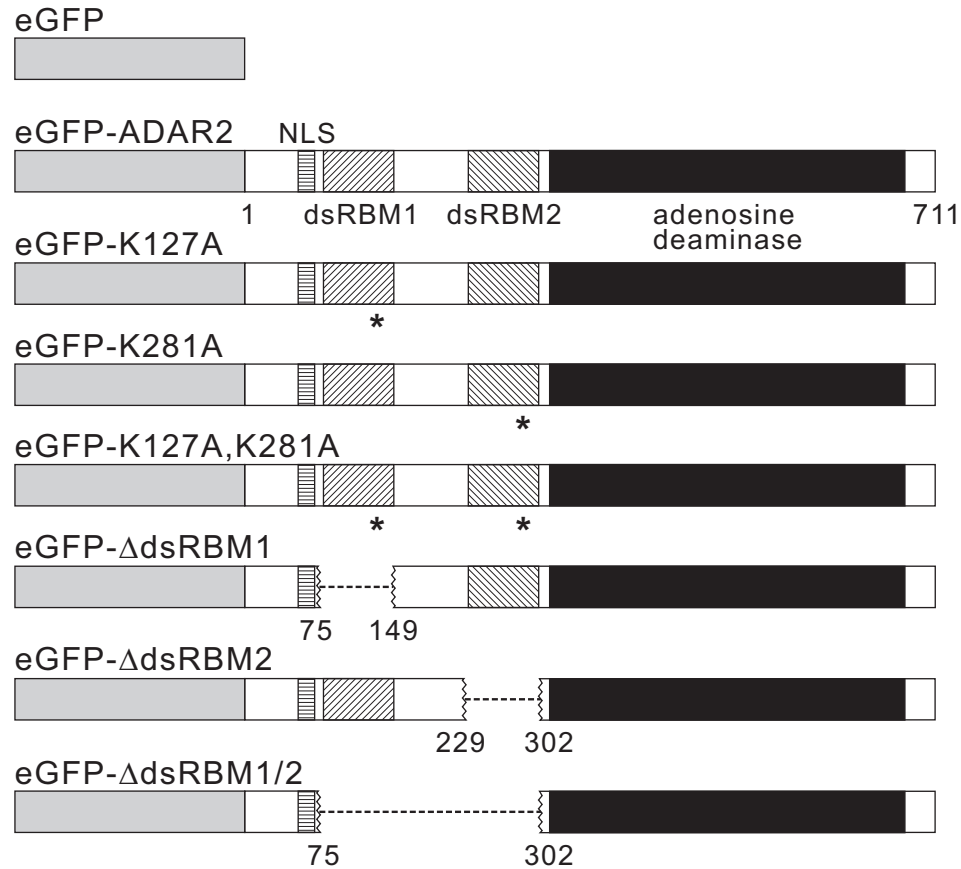 eGFP
eGFP-ADAR2 NLS
1 dsRBM1 dsRBM2 adenosine deaminase 711
eGFP-K127A
*
eGFP-K281A
*
eGFP-K127A,K281A
* *
eGFP-ΔdsRBM1
75 149
eGFP-ΔdsRBM2
229 302
eGFP-ΔdsRBM1/2
75 302